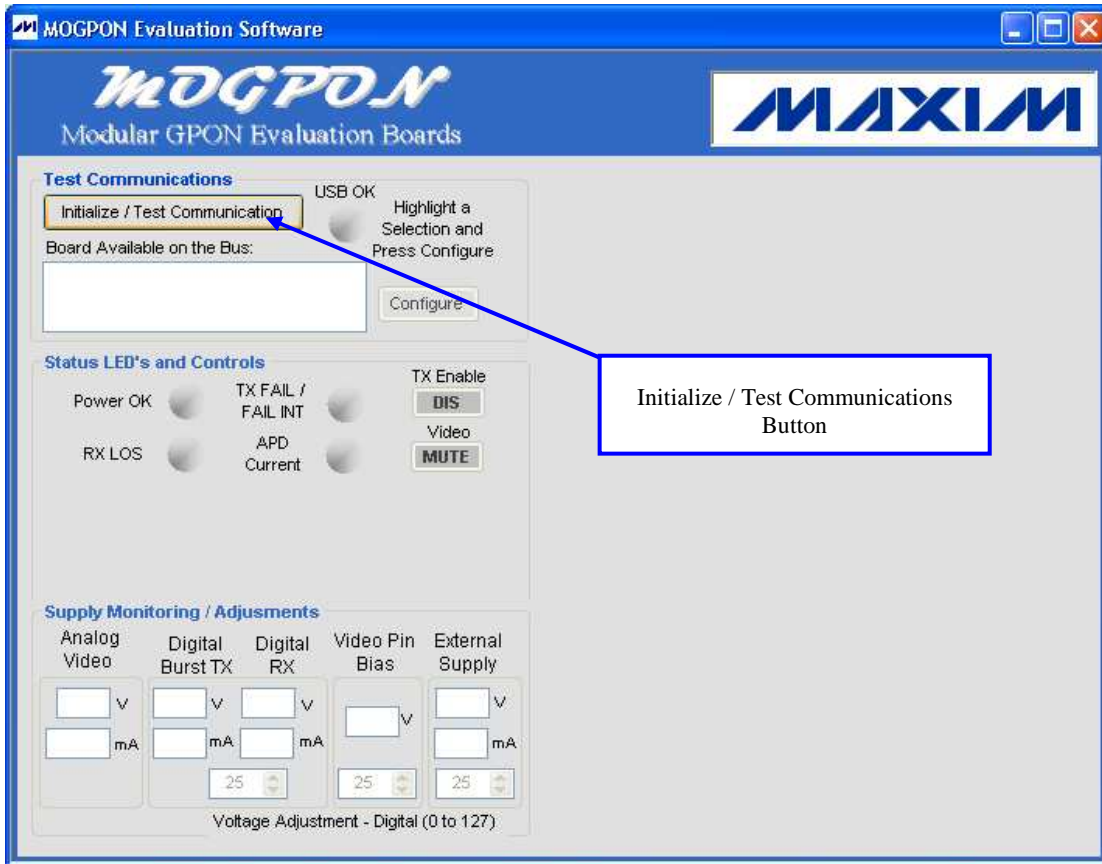 MOGPON Evaluation Software
MOGPON
Modular GPON Evaluation Boards
MAXIM
Test Communications
Initialize / Test Communication
USB OK
Highlight a
Selection and
Press Configure
Board Available on the Bus:
Configure
Initialize / Test Communications
Button
Status LED's and Controls
Power OK
TX FAIL /
FAIL INT
TX Enable
DIS
RX LOS
APD
Current
Video
MUTE
Supply Monitoring / Adjusments
Analog
Video
Digital
Burst TX
Digital
RX
Video Pin
Bias
External
Supply
V
V
V
V
V
mA
mA
mA
mA
25
25
25
Voltage Adjustment - Digital (0 to 127)